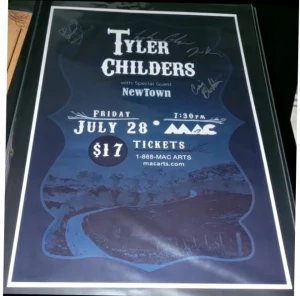 TYLER
CHILDERS
with Special Guest
NEWTOWN
FRIDAY
7:30PM
JULY 28 • MAC
$17 TICKETS
1-888-MAC ARTS
macarts.com